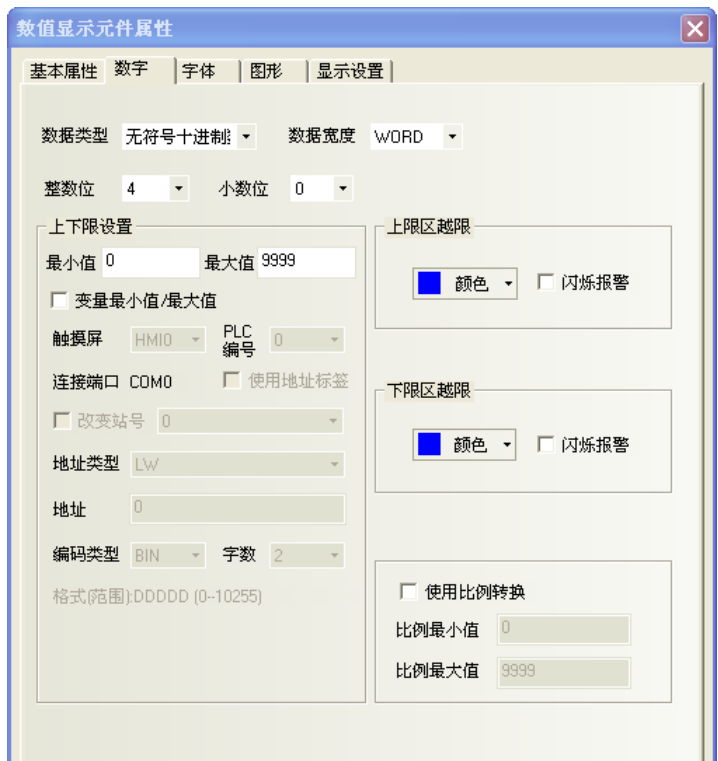 数值显示元件属性
基本属性 数字 字体 图形 显示设置
数据类型 无符号十进制 数据宽度 WORD
整数位 4 小数位 0
上下限设置
最小值 0 最大值 9999
变量最小值/最大值
触摸屏 HMI0 PLC
编号 0
连接端口 COM0 使用地址标签
改变站号 0
地址类型 LW
地址 0
编码类型 BIN 字数 2
格式(范围):DDDDD (0--10255)
上限区越限
颜色 闪烁报警
下限区越限
颜色 闪烁报警
使用比例转换
比例最小值 0
比例最大值 9999